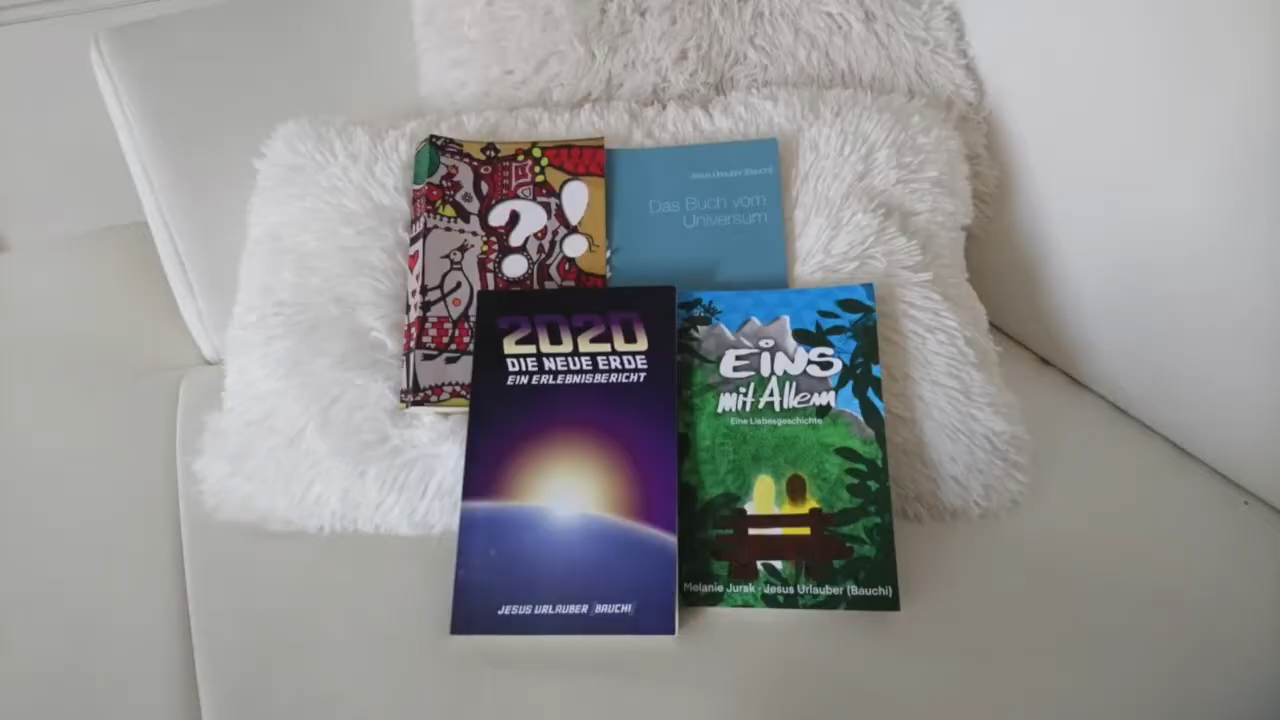 ?!
Jesus Urlauber (Bauchi)
Das Buch vom
Universum
2020
DIE NEUE ERDE
EIN ERLEBNISBERICHT
JESUS URLAUBER [BAUCHI]
EiNS
mit Allem
Eine Liebesgeschichte
Melanie Jurak · Jesus Urlauber (Bauchi)